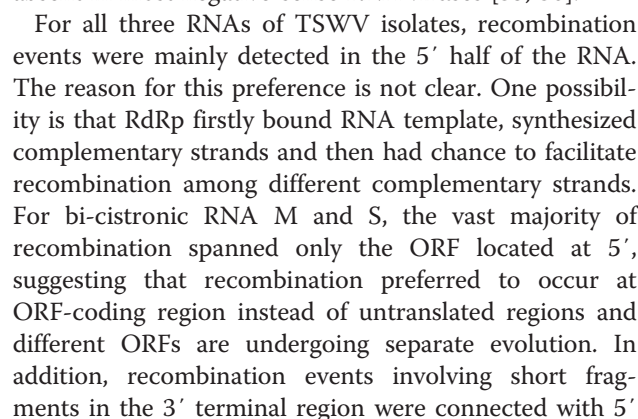 For all three RNAs of TSWV isolates, recombination
events were mainly detected in the 5′ half of the RNA.
The reason for this preference is not clear. One possibil-
ity is that RdRp firstly bound RNA template, synthesized
complementary strands and then had chance to facilitate
recombination among different complementary strands.
For bi-cistronic RNA M and S, the vast majority of
recombination spanned only the ORF located at 5′,
suggesting that recombination preferred to occur at
ORF-coding region instead of untranslated regions and
different ORFs are undergoing separate evolution. In
addition, recombination events involving short frag-
ments in the 3′ terminal region were connected with 5′